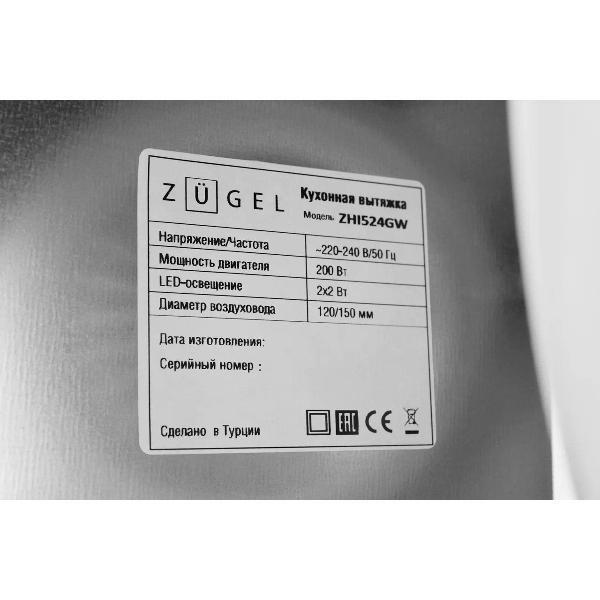 ZÜGEL
Кухонная вытяжка
Модель ZHI524GW
Напряжение/Частота ~220-240 В/50 Гц
Мощность двигателя 200 Вт
LED-освещение 2x2 Вт
Диаметр воздуховода 120/150 мм
Дата изготовления:
Серийный номер :
Сделано в Турции EAC CE